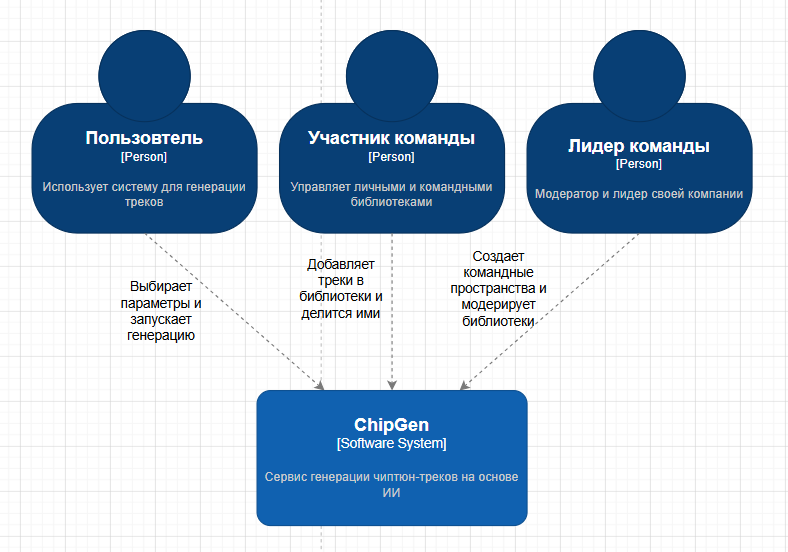 Пользовтель
[Person]
Использует систему для генерации
треков
Участник команды
[Person]
Управляет личными и командными
библиотеками
Лидер команды
[Person]
Модератор и лидер своей компании
Выбирает
параметры и
запускает
генерацию
Добавляет
треки в
библиотеки и
делится ими
Создает
командные
пространства и
модерирует
библиотеки
ChipGen
[Software System]
Сервис генерации чиптюн-треков на основе
ИИ